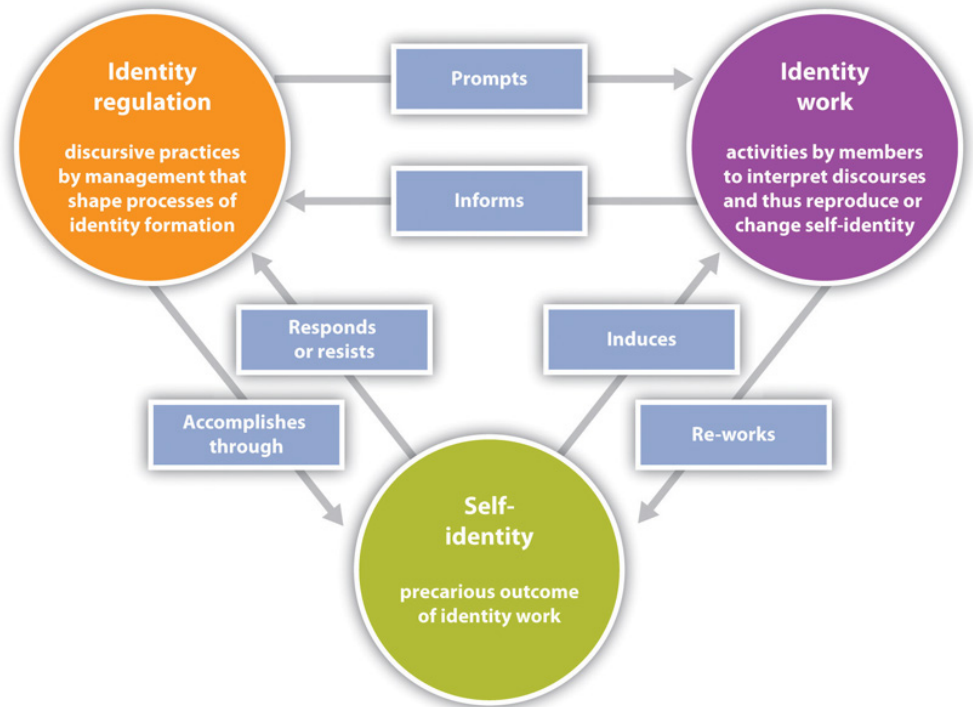 Identity
regulation
discursive practices
by management that
shape processes of
identity formation
Prompts
Informs
Identity
work
activities by members
to interpret discourses
and thus reproduce or
change self-identity
Responds
or resists
Accomplishes
through
Induces
Re-works
Self-
identity
precarious outcome
of identity work